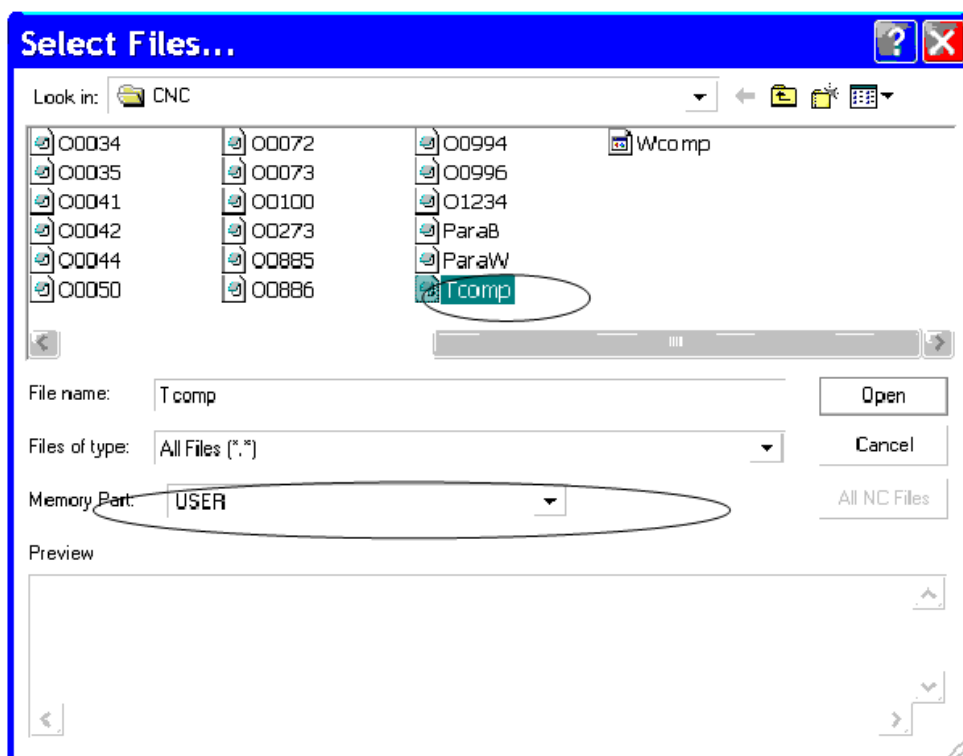 Select Files...
Look in: CNC
O0034 O0072 O0994 Wcomp
O0035 O0073 O0996
O0041 O0100 O1234
O0042 O0273 ParaB
O0044 O0885 ParaW
O0050 O0886 Tcomp
File name: Tcomp Open
Files of type: All Files (*.*) Cancel
Memory Part: USER All NC Files
Preview